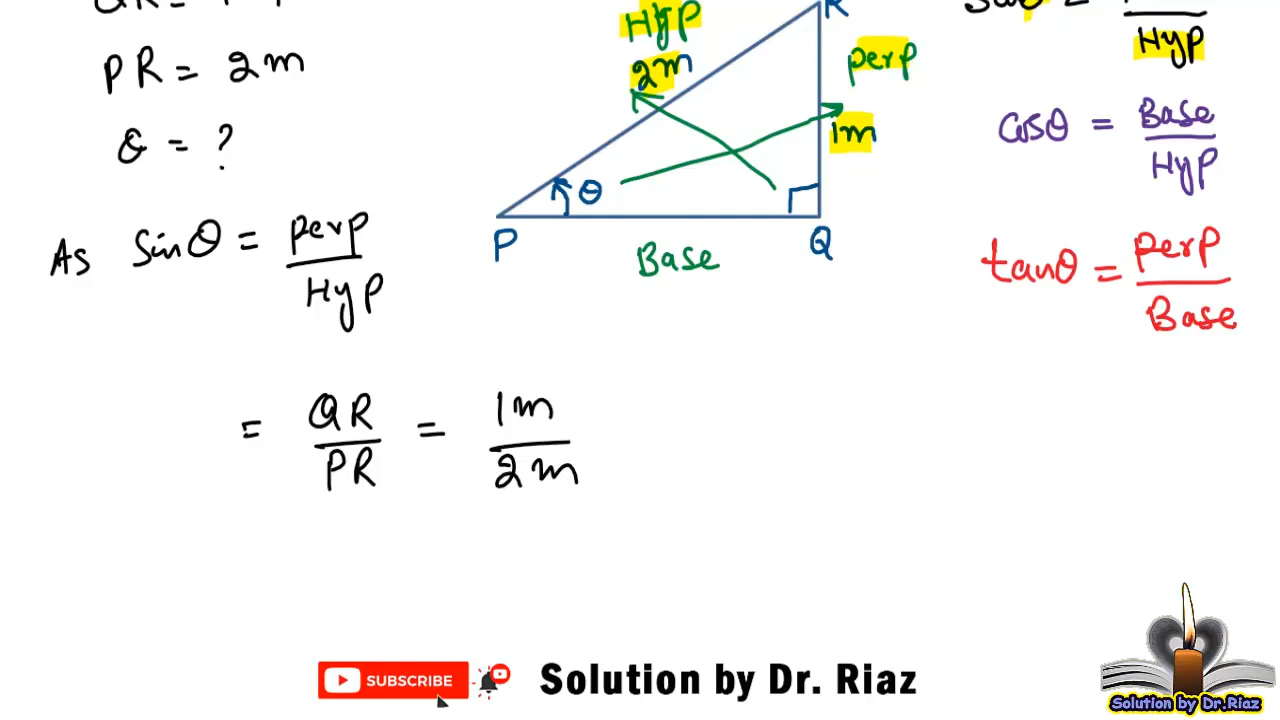 PR = 2m
θ = ?
As sinθ = perp
Hyp
= QR = 1m
PR 2m
Hyp
2m
perp
1m
θ
P
Q
Base
Hyp
cosθ = Base
Hyp
tanθ = perp
Base
SUBSCRIBE
Solution by Dr. Riaz
Solution by Dr.Riaz